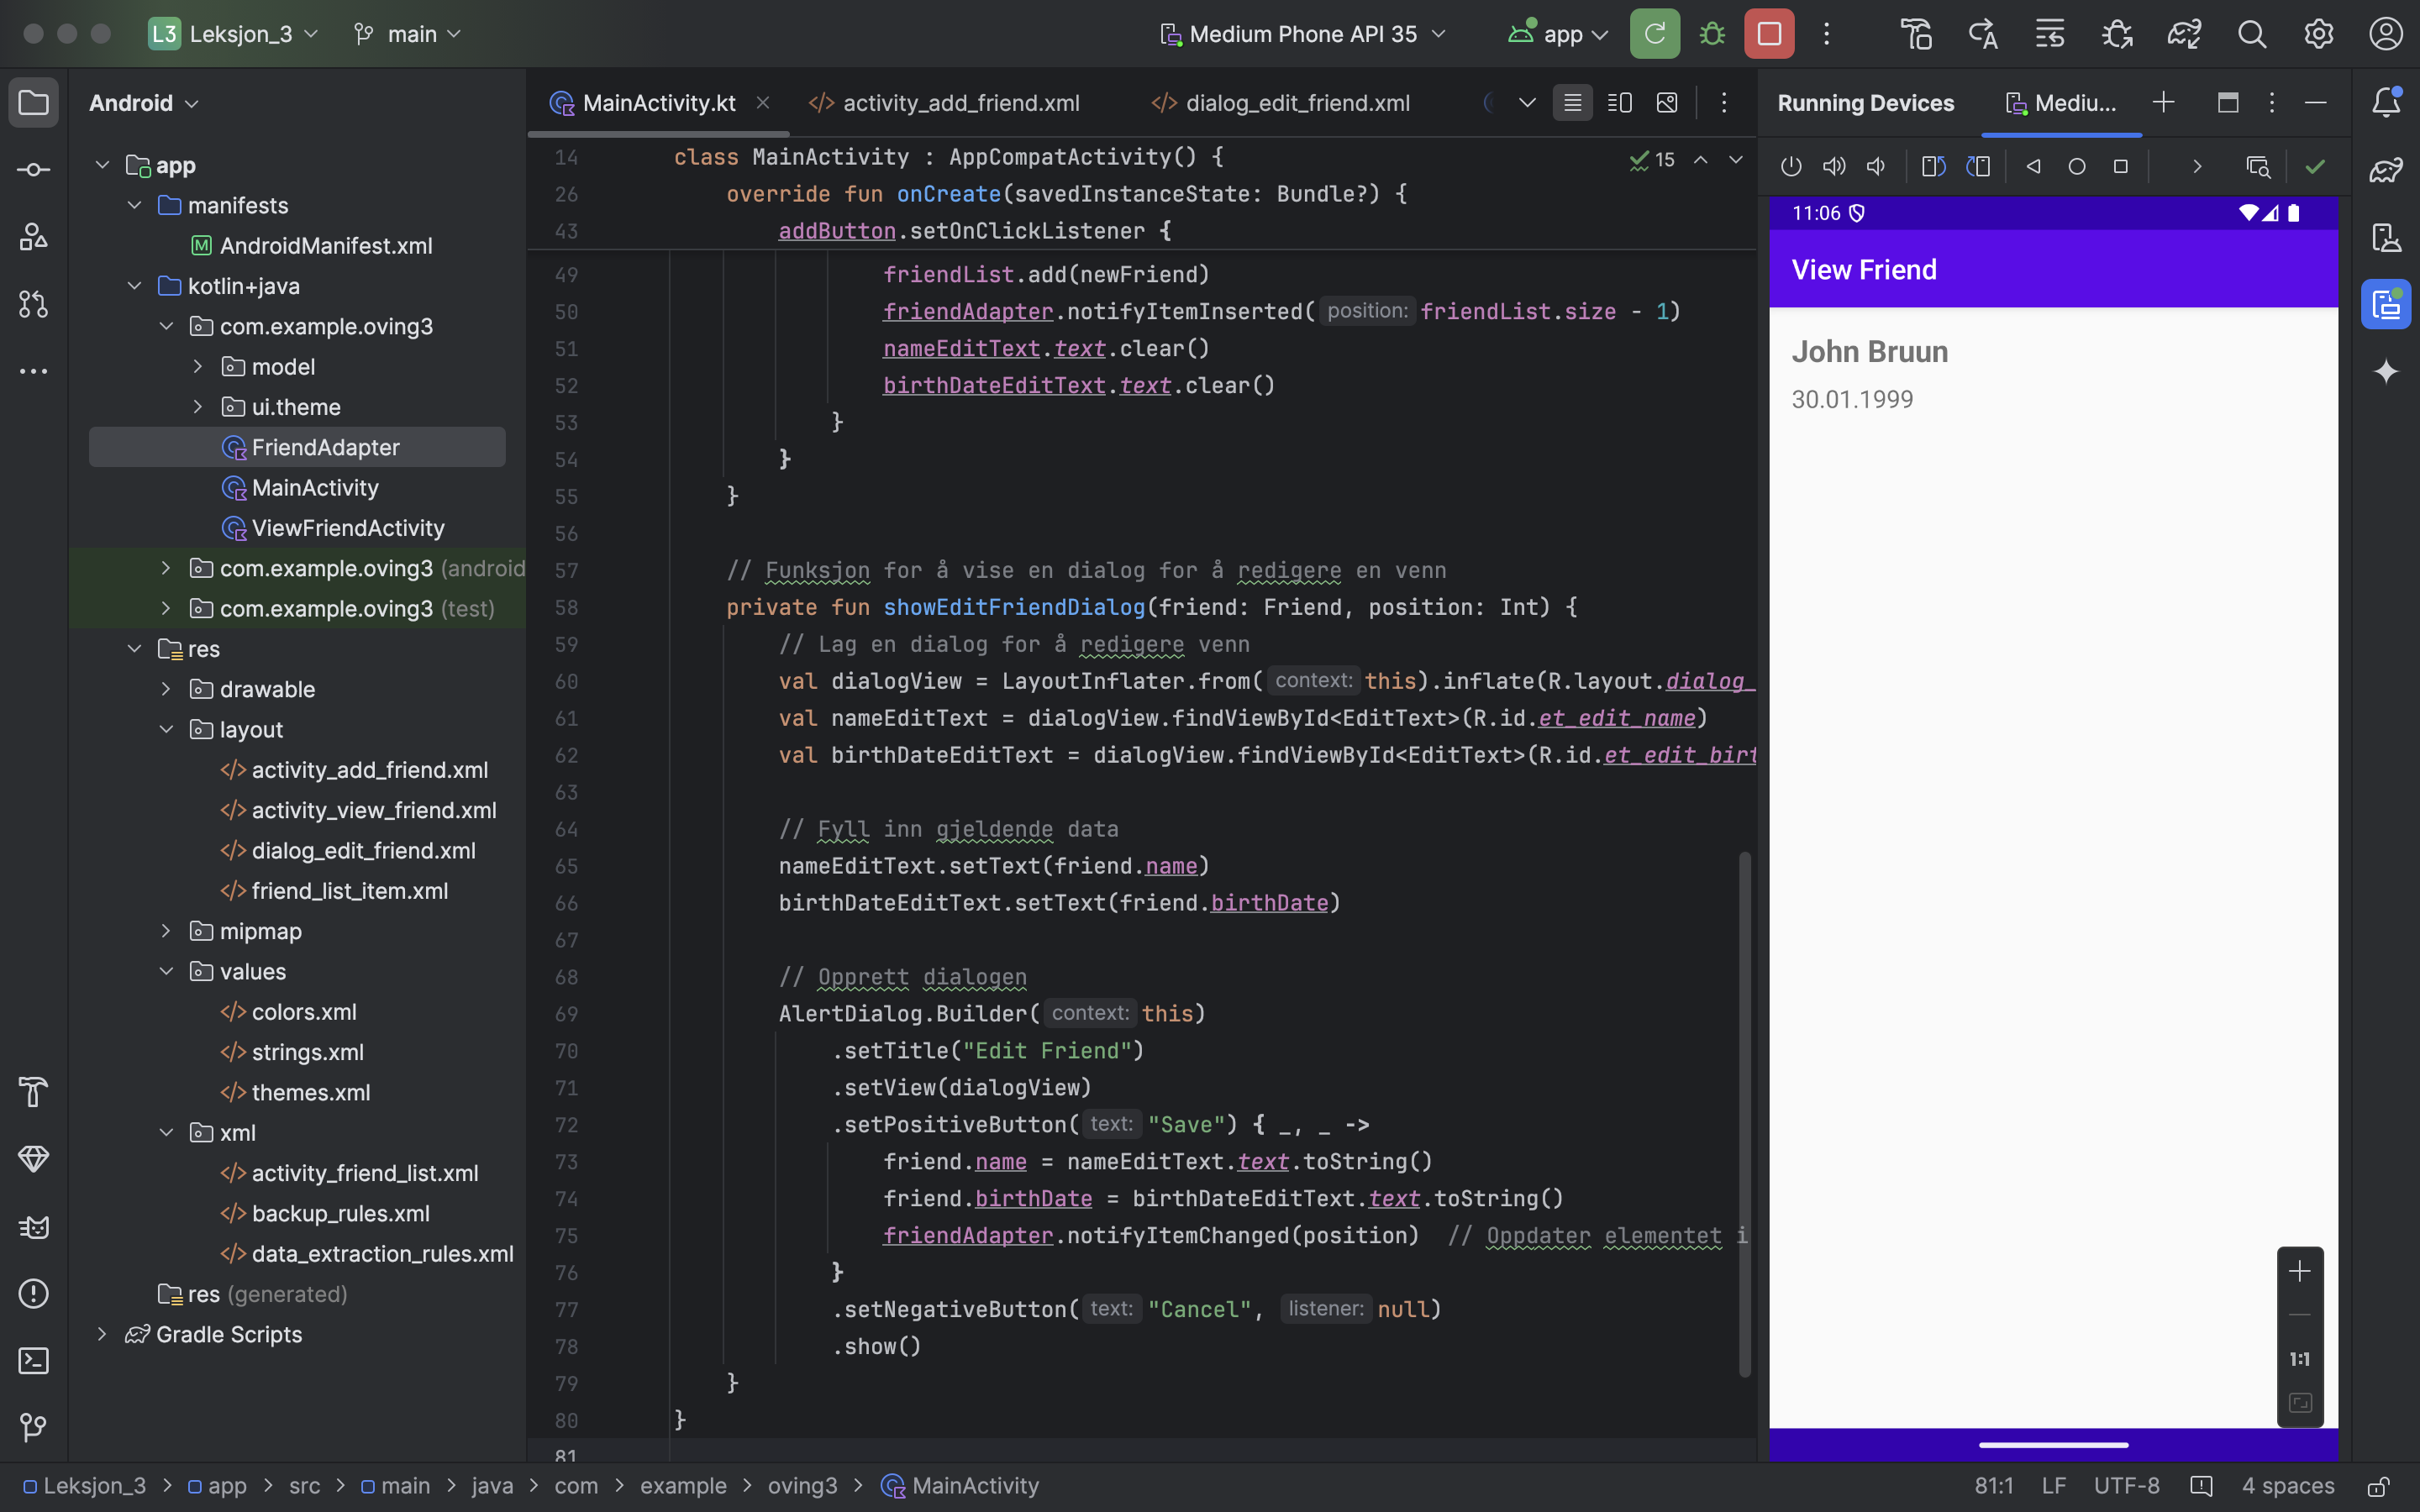 L3 Leksjon_3 main Medium Phone API 35 app
Android
app
manifests
AndroidManifest.xml
kotlin+java
com.example.oving3
model
ui.theme
FriendAdapter
MainActivity
ViewFriendActivity
com.example.oving3 (android
com.example.oving3 (test)
res
drawable
layout
activity_add_friend.xml
activity_view_friend.xml
dialog_edit_friend.xml
friend_list_item.xml
mipmap
values
colors.xml
strings.xml
themes.xml
xml
activity_friend_list.xml
backup_rules.xml
data_extraction_rules.xml
res (generated)
Gradle Scripts
MainActivity.kt activity_add_friend.xml dialog_edit_friend.xml
15
14 class MainActivity : AppCompatActivity() {
26 override fun onCreate(savedInstanceState: Bundle?) {
43 addButton.setOnClickListener {
49 friendList.add(newFriend)
50 friendAdapter.notifyItemInserted( position: friendList.size - 1)
51 nameEditText.text.clear()
52 birthDateEditText.text.clear()
53 }
54 }
55 }
56
57 // Funksjon for å vise en dialog for å redigere en venn
58 private fun showEditFriendDialog(friend: Friend, position: Int) {
59 // Lag en dialog for å redigere venn
60 val dialogView = LayoutInflater.from( context: this).inflate(R.layout.dialog_
61 val nameEditText = dialogView.findViewById<EditText>(R.id.et_edit_name)
62 val birthDateEditText = dialogView.findViewById<EditText>(R.id.et_edit_birt
63
64 // Fyll inn gjeldende data
65 nameEditText.setText(friend.name)
66 birthDateEditText.setText(friend.birthDate)
67
68 // Opprett dialogen
69 AlertDialog.Builder( context: this)
70 .setTitle("Edit Friend")
71 .setView(dialogView)
72 .setPositiveButton( text: "Save") { _, _ ->
73 friend.name = nameEditText.text.toString()
74 friend.birthDate = birthDateEditText.text.toString()
75 friendAdapter.notifyItemChanged(position) // Oppdater elementet i
76 }
77 .setNegativeButton( text: "Cancel", listener: null)
78 .show()
79 }
80 }
81
Running Devices Mediu...
11:06
View Friend
John Bruun
30.01.1999
1:1
Leksjon_3 > app > src > main > java > com > example > oving3 > MainActivity
81:1 LF UTF-8 4 spaces